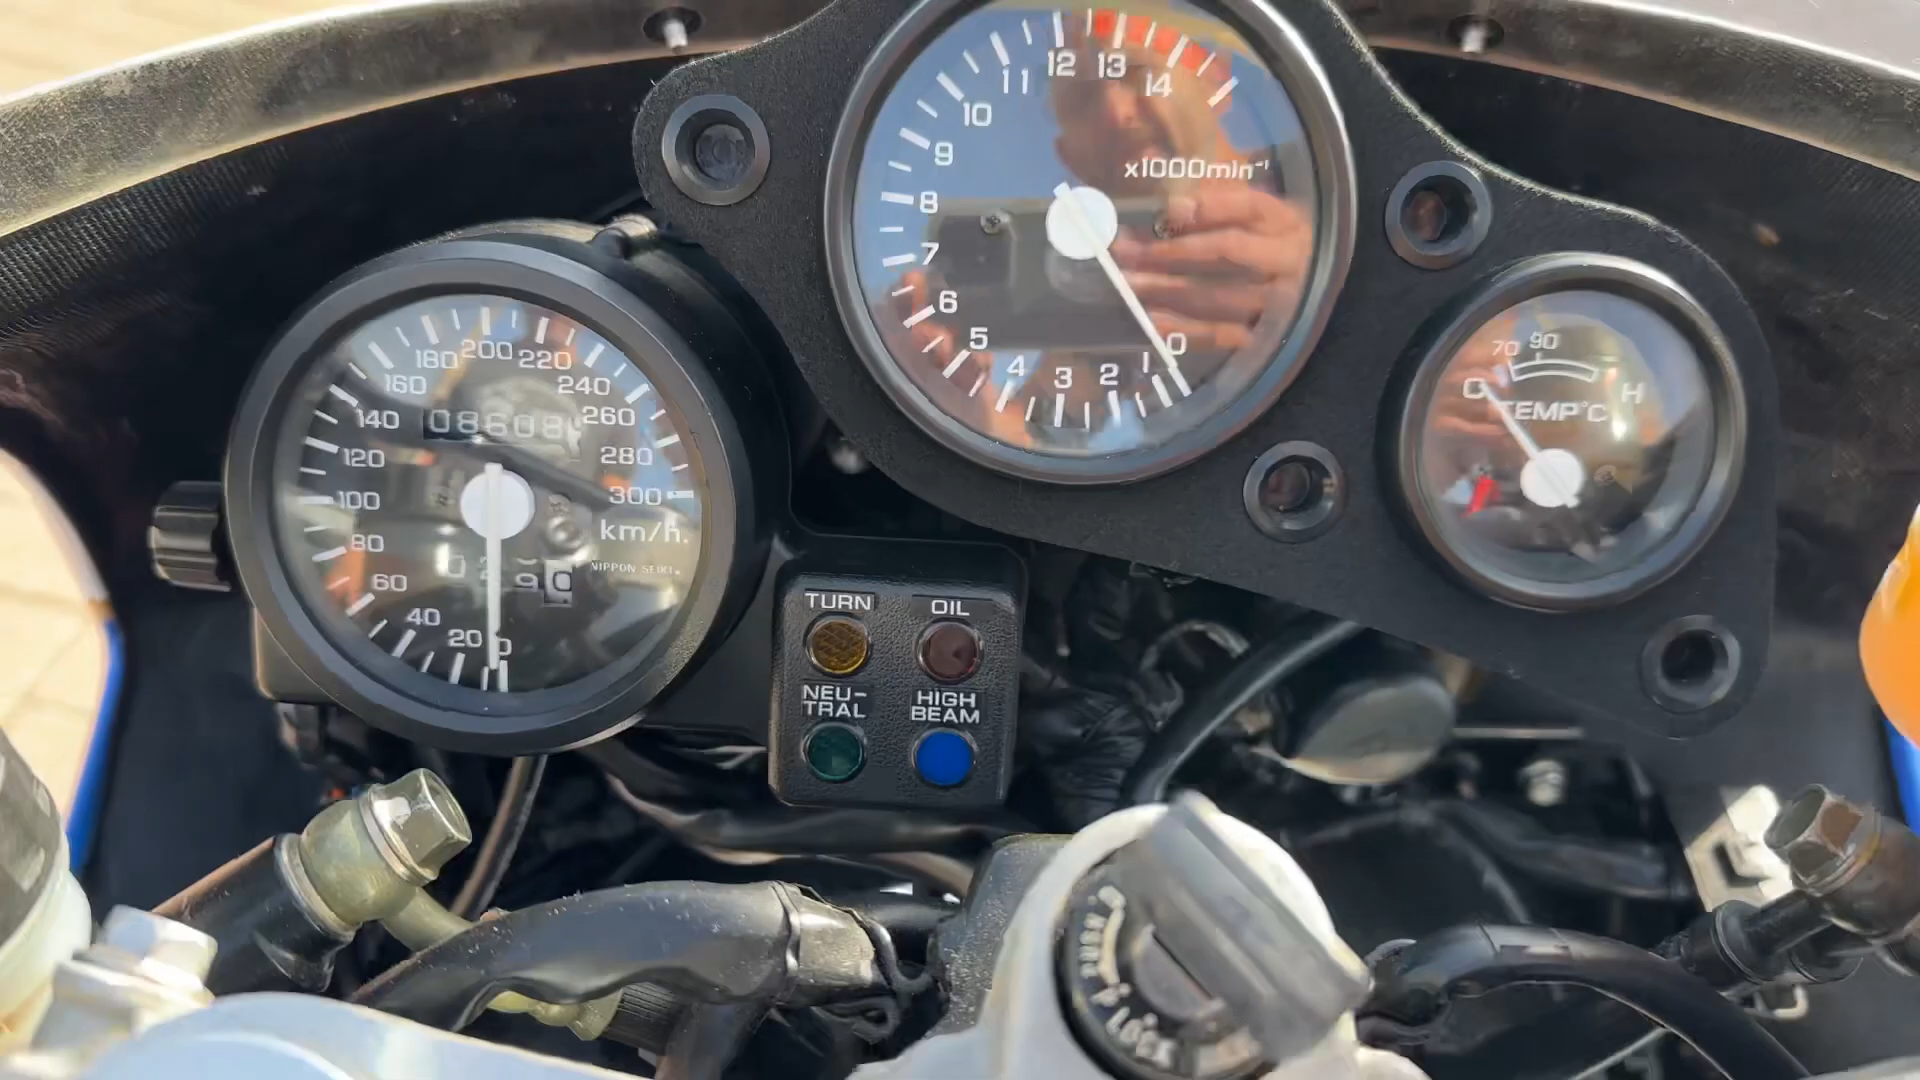 12 13
11 14
10
9
x1000min⁻¹
8
7
6
5 0
4 3 2 1
180 200 220
160 240
140 08608 260
120 280
100 300
80 km/h.
60 NIPPON SEIKI.
40
20 0
70 90
C H
TEMP°C
TURN OIL
NEU-
TRAL
HIGH
BEAM
LOCK